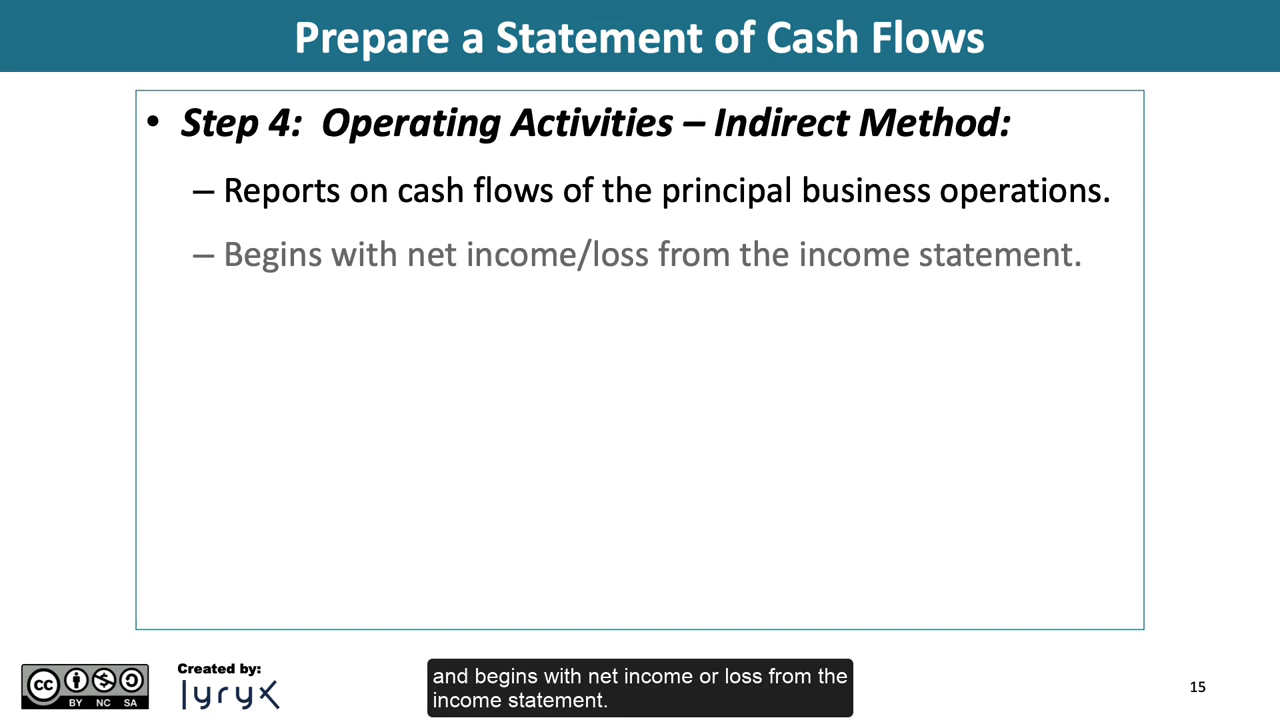 Prepare a Statement of Cash Flows
• Step 4: Operating Activities – Indirect Method:
– Reports on cash flows of the principal business operations.
– Begins with net income/loss from the income statement.
cc
BY NC SA
Created by:
lyryx
and begins with net income or loss from the
income statement.
15